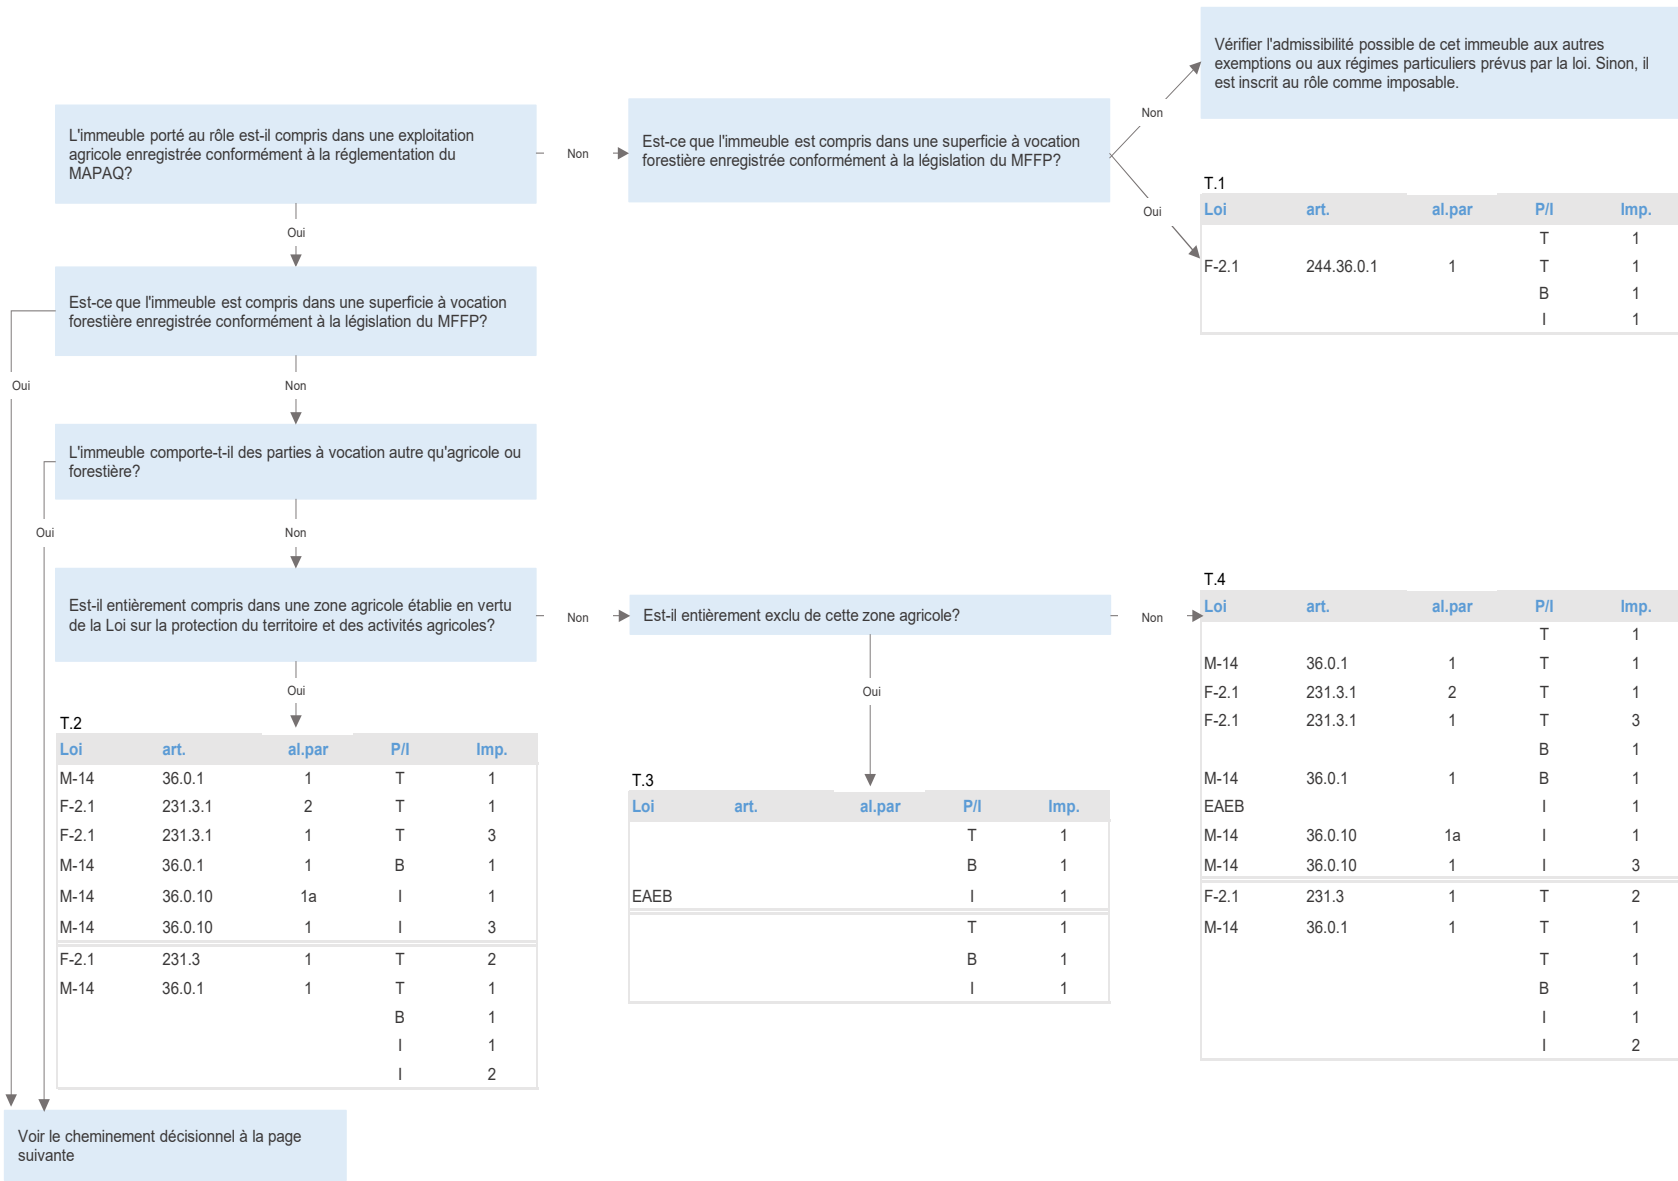 Vérifier l'admissibilité possible de cet immeuble aux autres
exemptions ou aux régimes particuliers prévus par la loi. Sinon, il
est inscrit au rôle comme imposable.
L'immeuble porté au rôle est-il compris dans une exploitation
agricole enregistrée conformément à la réglementation du
MAPAQ?
Non
Est-ce que l'immeuble est compris dans une superficie à vocation
forestière enregistrée conformément à la législation du MFFP?
Non
Oui
T.1
Loi art. al.par P/I Imp.
T 1
F-2.1 244.36.0.1 1 T 1
B 1
I 1
Oui
Est-ce que l'immeuble est compris dans une superficie à vocation
forestière enregistrée conformément à la législation du MFFP?
Oui
Non
L'immeuble comporte-t-il des parties à vocation autre qu'agricole ou
forestière?
Oui
Non
Est-il entièrement compris dans une zone agricole établie en vertu
de la Loi sur la protection du territoire et des activités agricoles?
Non
Est-il entièrement exclu de cette zone agricole?
Non
Oui
Oui
T.2
Loi art. al.par P/I Imp.
M-14 36.0.1 1 T 1
F-2.1 231.3.1 2 T 1
F-2.1 231.3.1 1 T 3
M-14 36.0.1 1 B 1
M-14 36.0.10 1a I 1
M-14 36.0.10 1 I 3
F-2.1 231.3 1 T 2
M-14 36.0.1 1 T 1
B 1
I 1
I 2
T.3
Loi art. al.par P/I Imp.
T 1
B 1
EAEB I 1
T 1
B 1
I 1
T.4
Loi art. al.par P/I Imp.
T 1
M-14 36.0.1 1 T 1
F-2.1 231.3.1 2 T 1
F-2.1 231.3.1 1 T 3
B 1
M-14 36.0.1 1 B 1
EAEB I 1
M-14 36.0.10 1a I 1
M-14 36.0.10 1 I 3
F-2.1 231.3 1 T 2
M-14 36.0.1 1 T 1
T 1
B 1
I 1
I 2
Voir le cheminement décisionnel à la page
suivante